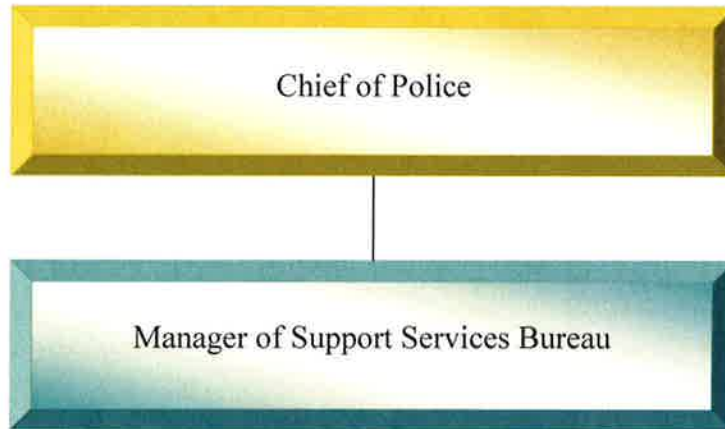 Chief of Police
Manager of Support Services Bureau